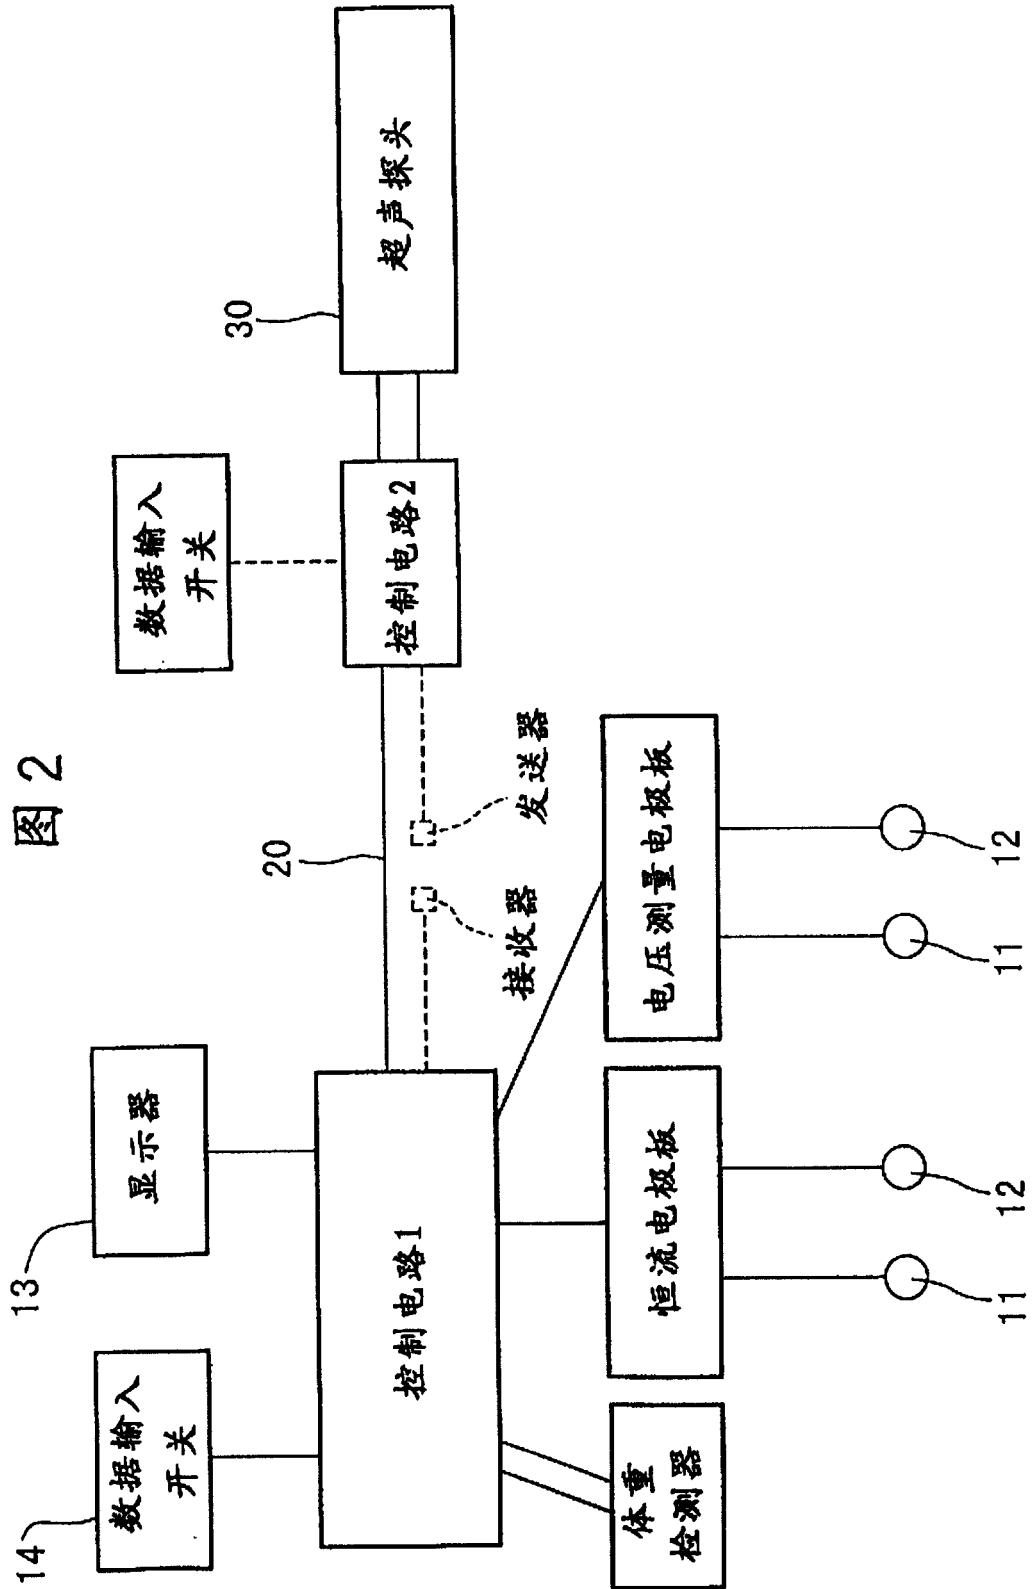 图 2
14
数据输入
开关
13
显示器
数据输入
开关
30
超声探头
控制电路1
20
控制电路2
接收器
发送器
体重
检测器
恒流电极板
电压测量电极板
11
12
11
12